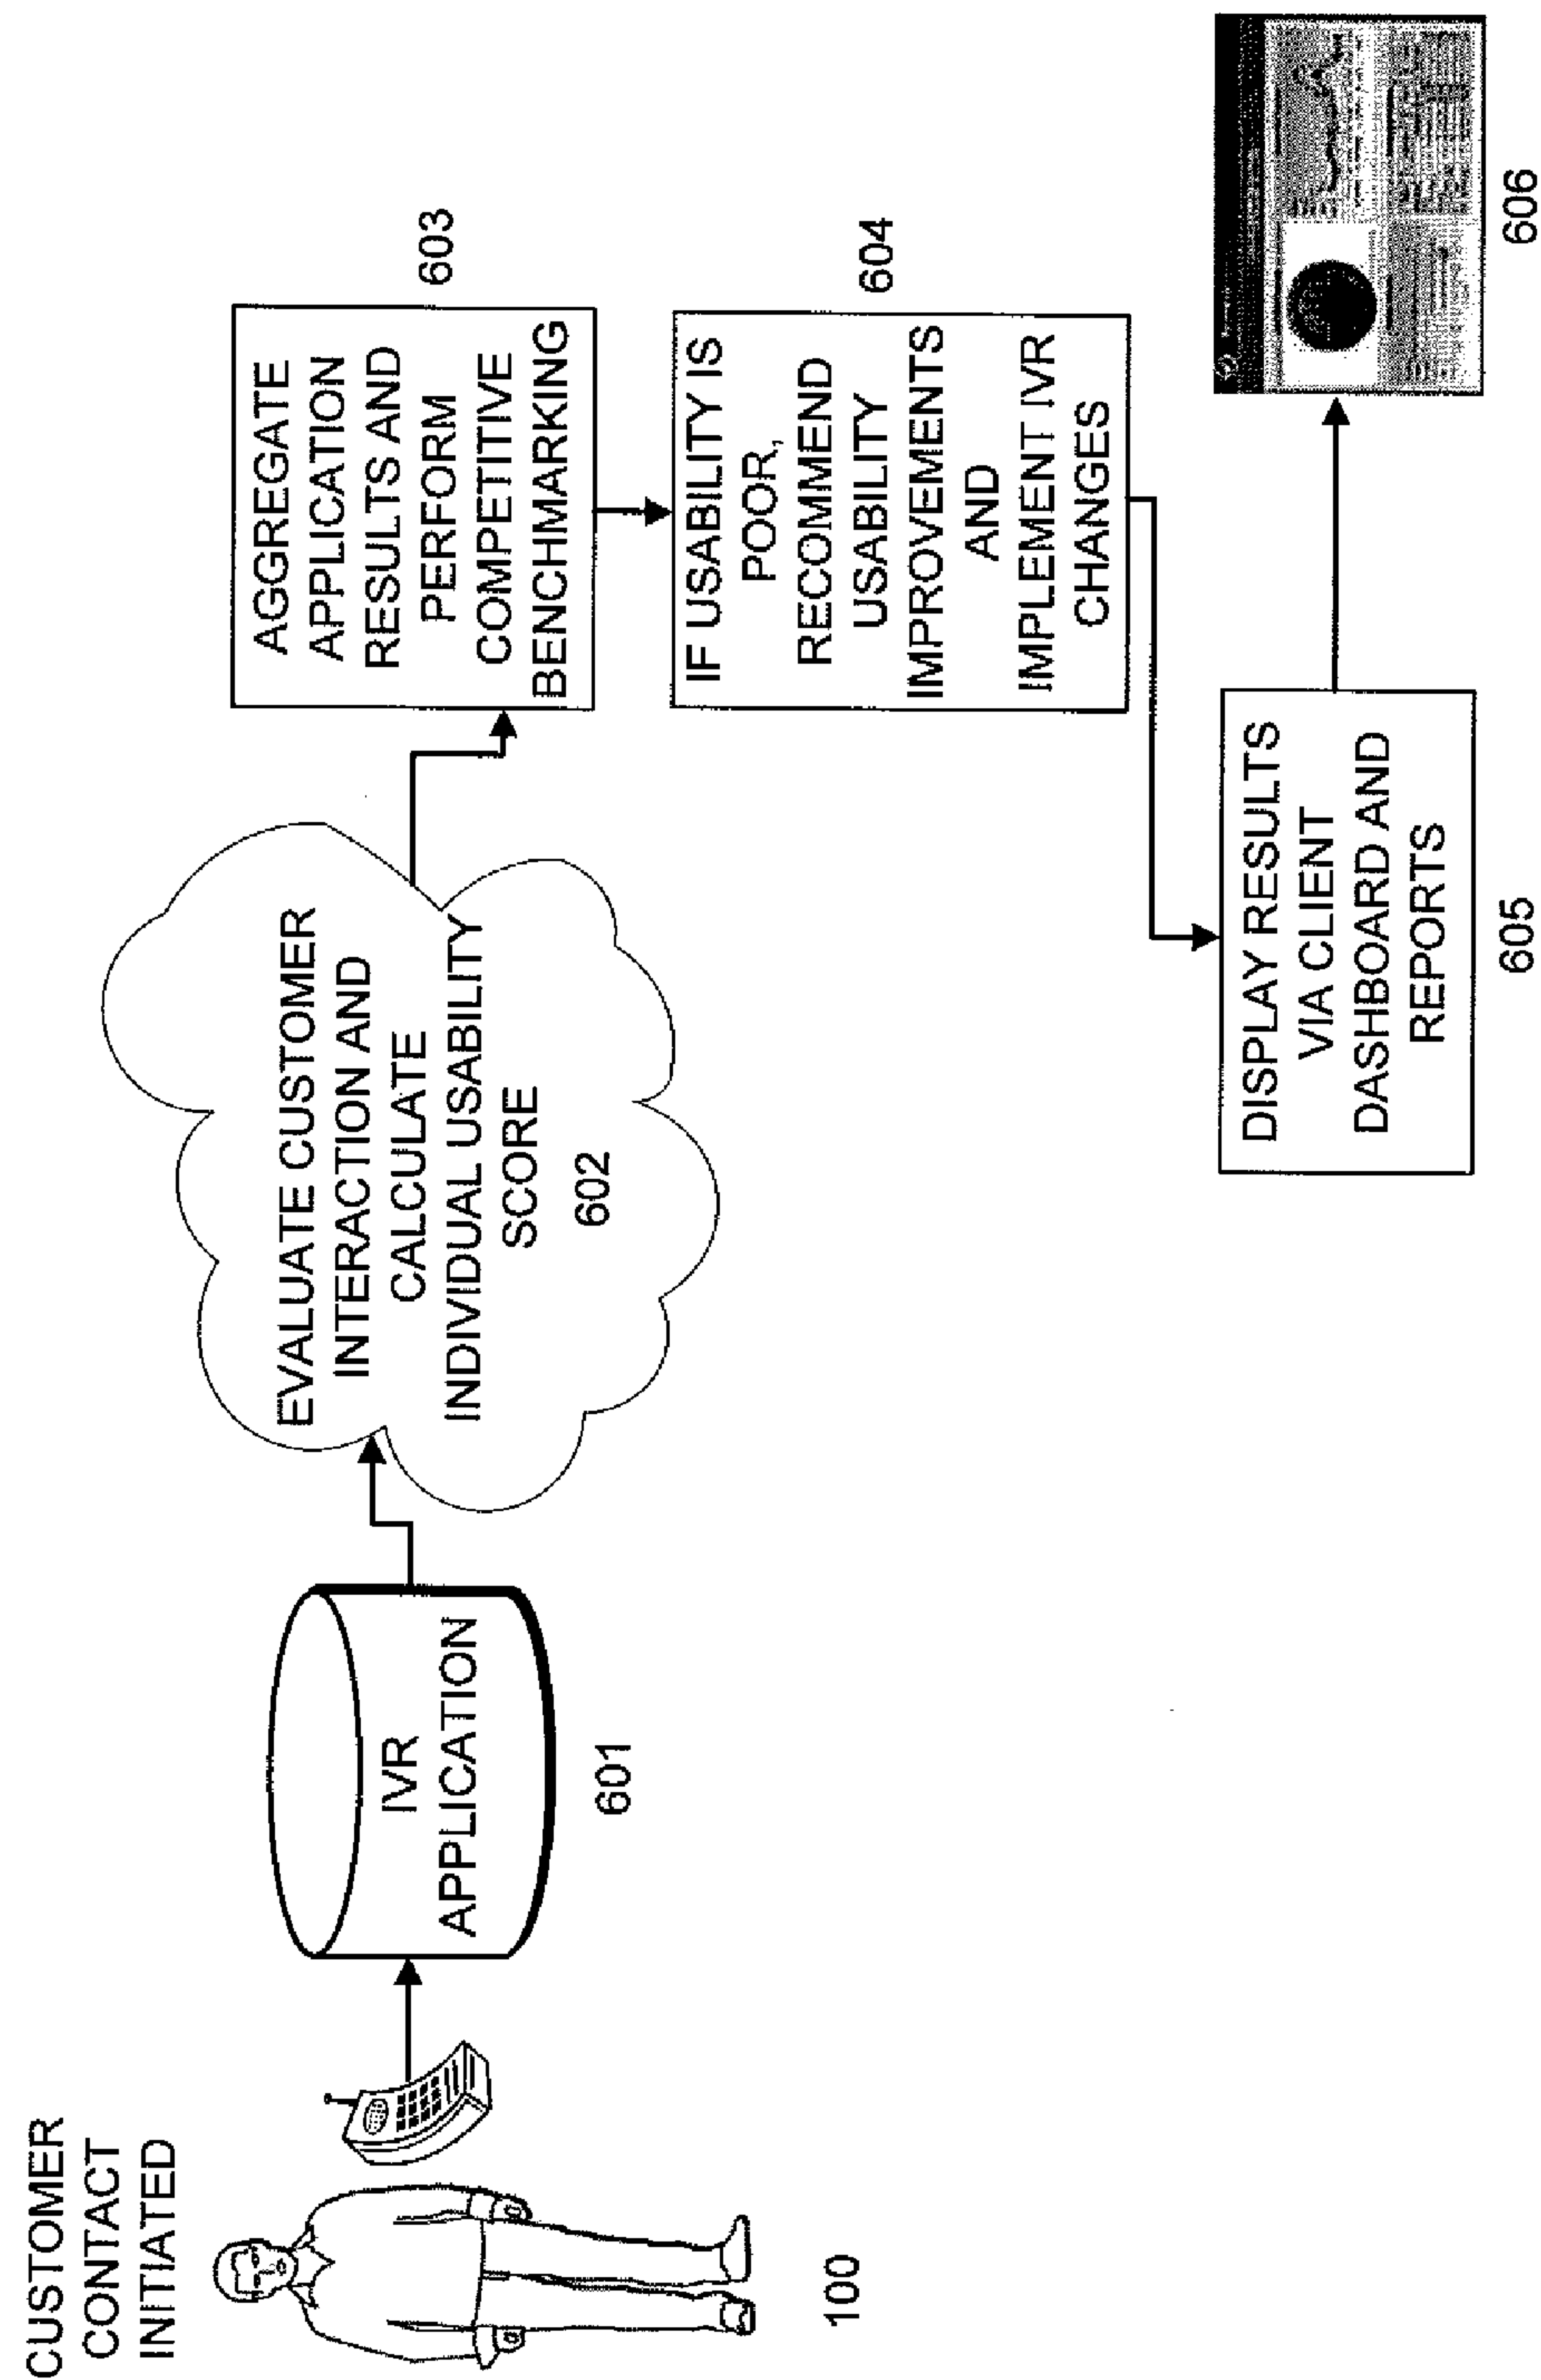 CUSTOMER
CONTACT
INITIATED
100
IVR
APPLICATION
601
EVALUATE CUSTOMER
INTERACTION AND
CALCULATE
INDIVIDUAL USABILITY
SCORE
602
AGGREGATE
APPLICATION
RESULTS AND
PERFORM
COMPETITIVE
BENCHMARKING
603
IF USABILITY IS
POOR,
RECOMMEND
USABILITY
IMPROVEMENTS
AND
IMPLEMENT IVR
CHANGES
604
DISPLAY RESULTS
VIA CLIENT
DASHBOARD AND
REPORTS
605
606